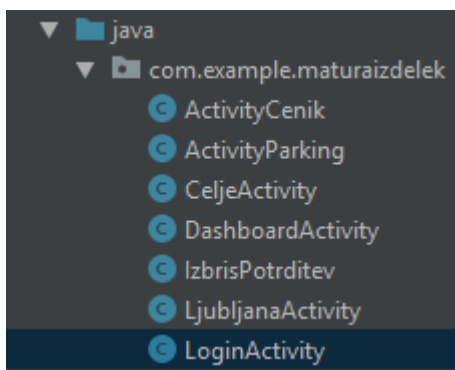 java
com.example.maturaizdelek
C ActivityCenik
C ActivityParking
C CeljeActivity
C DashboardActivity
C IzbrisPotrditev
C LjubljanaActivity
C LoginActivity